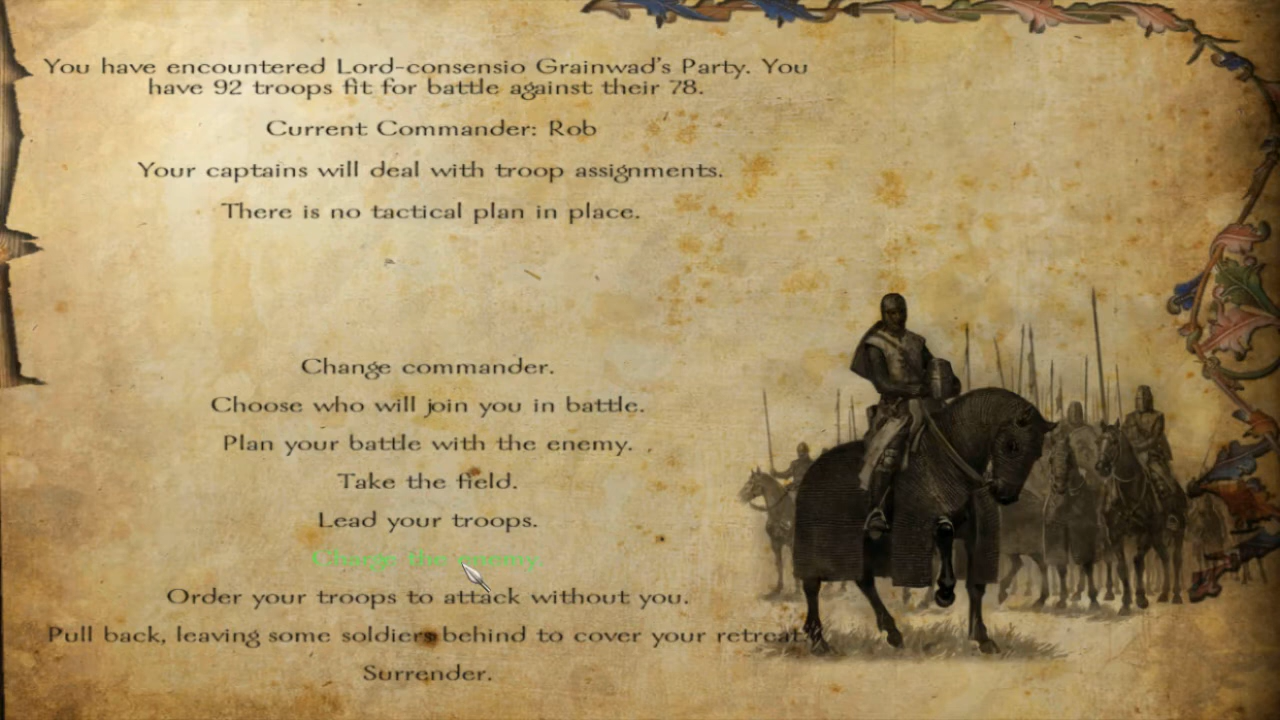 You have encountered Lord-consensio Grainwad's Party. You
have 92 troops fit for battle against their 78.
Current Commander: Rob
Your captains will deal with troop assignments.
There is no tactical plan in place.
Change commander.
Choose who will join you in battle.
Plan your battle with the enemy.
Take the field.
Lead your troops.
Charge the enemy.
Order your troops to attack without you.
Pull back, leaving some soldiers behind to cover your retreat.
Surrender.